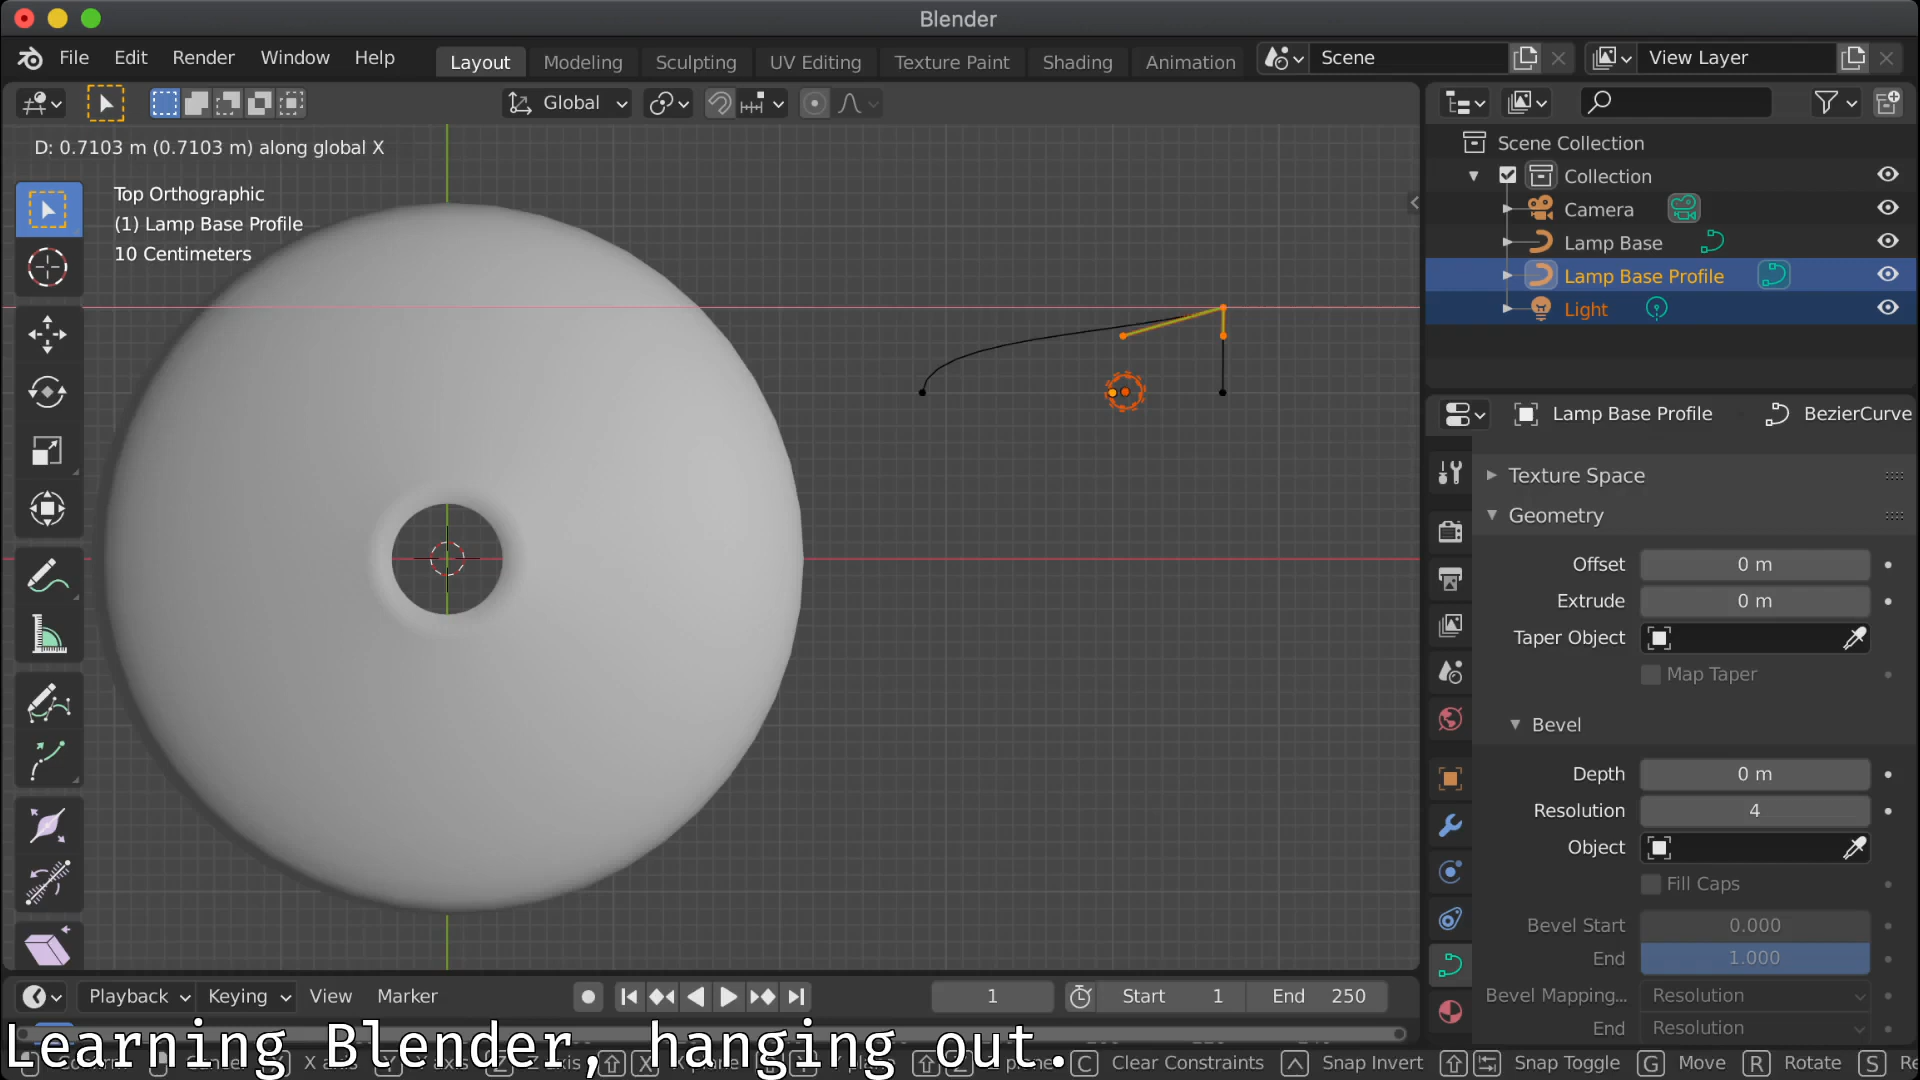 Blender
File Edit Render Window Help Layout Modeling Sculpting UV Editing Texture Paint Shading Animation Scene View Layer
Global
D: 0.7103 m (0.7103 m) along global X
Top Orthographic
(1) Lamp Base Profile
10 Centimeters
Scene Collection
Collection
Camera
Lamp Base
Lamp Base Profile
Light
Lamp Base Profile BezierCurve
Texture Space
Geometry
Offset 0 m
Extrude 0 m
Taper Object
Map Taper
Bevel
Depth 0 m
Resolution 4
Object
Fill Caps
Bevel Start 0.000
End 1.000
Bevel Mapping... Resolution
End Resolution
Playback Keying View Marker 1 Start 1 End 250
Learning Blender, hanging out.
C Clear Constraints Snap Invert Snap Toggle G Move R Rotate S